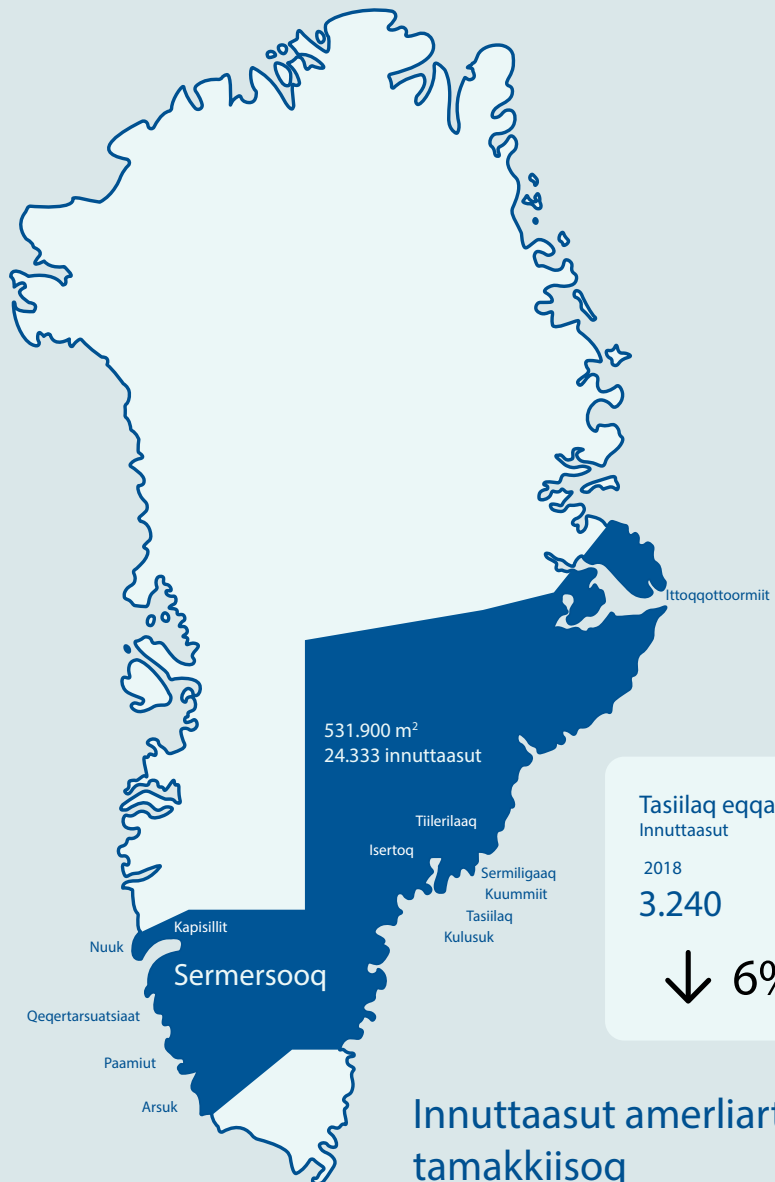 Ittoqqottoormiit
531.900 m²
24.333 innuttaasut
Tiilerilaaq
Isertoq
Sermiligaaq
Kuummiit
Tasiilaq
Kulusuk
Kapisillit
Nuuk
Sermersooq
Qeqertarsuatsiaat
Paamiut
Arsuk
Tasiilaq eqqa
Innuttaasut
2018
3.240
↓ 6%
Innuttaasut amerliart
tamakkiisoq